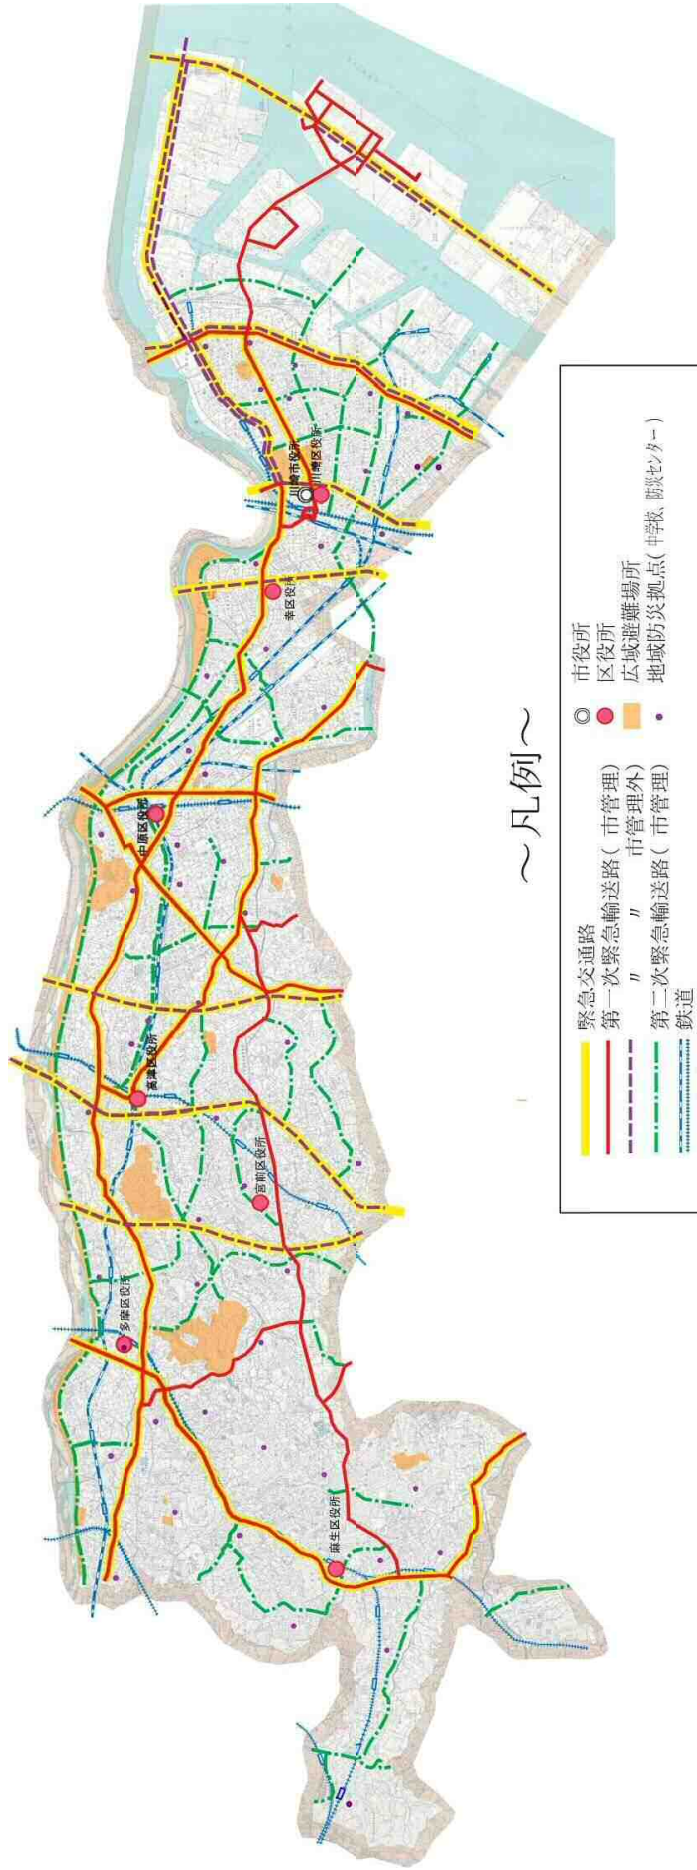 川崎市役所
川崎区役所
幸区役所
中原区役所
高津区役所
宮前区役所
多摩区役所
麻生区役所
～凡例～
緊急交通路
第一次緊急輸送路(市管理)
〃 〃 市管理外)
第二次緊急輸送路(市管理)
鉄道
市役所
区役所
広域避難場所
地域防災拠点(中学校、防災センター)